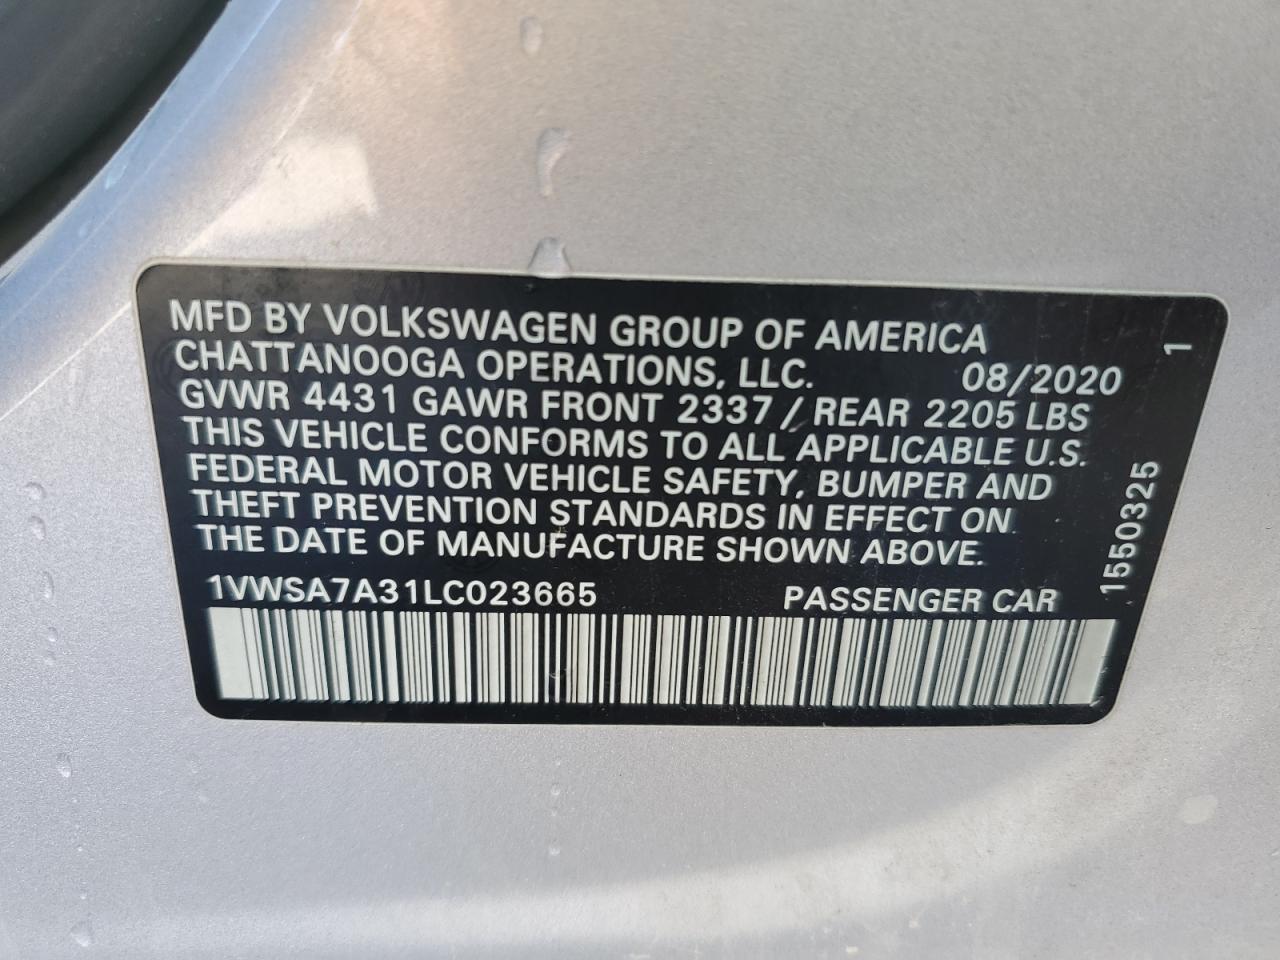 MFD BY VOLKSWAGEN GROUP OF AMERICA
CHATTANOOGA OPERATIONS, LLC. 08/2020
GVWR 4431 GAWR FRONT 2337 / REAR 2205 LBS
THIS VEHICLE CONFORMS TO ALL APPLICABLE U.S.
FEDERAL MOTOR VEHICLE SAFETY, BUMPER AND
THEFT PREVENTION STANDARDS IN EFFECT ON
THE DATE OF MANUFACTURE SHOWN ABOVE.
1VWSA7A31LC023665 PASSENGER CAR
1550325
1